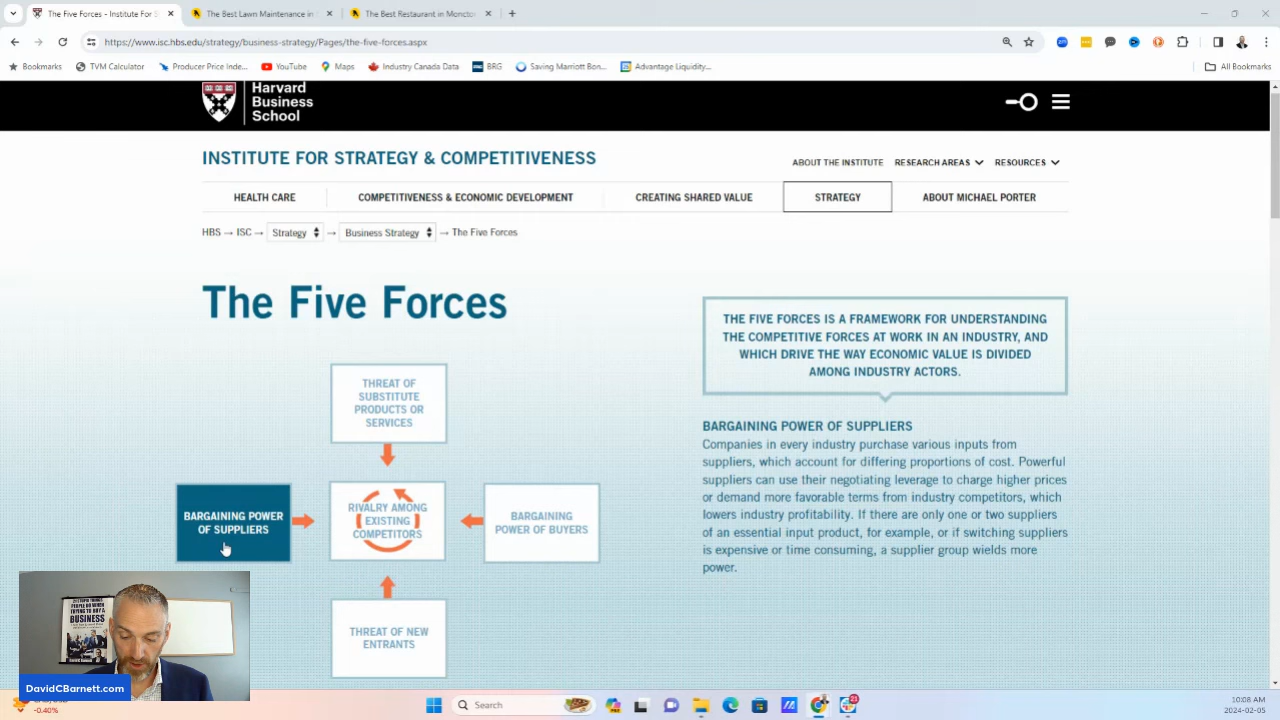 The Five Forces - Institute For S
The Best Lawn Maintenance in
The Best Restaurant in Moncto
https://www.isc.hbs.edu/strategy/business-strategy/Pages/the-five-forces.aspx
Bookmarks
TVM Calculator
Producer Price Inde...
YouTube
Maps
Industry Canada Data
BRG
Saving Marriott Bon...
Advantage Liquidity...
All Bookmarks
Harvard
Business
School
INSTITUTE FOR STRATEGY & COMPETITIVENESS
ABOUT THE INSTITUTE
RESEARCH AREAS
RESOURCES
HEALTH CARE
COMPETITIVENESS & ECONOMIC DEVELOPMENT
CREATING SHARED VALUE
STRATEGY
ABOUT MICHAEL PORTER
HBS → ISC → Strategy → Business Strategy → The Five Forces
The Five Forces
THE FIVE FORCES IS A FRAMEWORK FOR UNDERSTANDING
THE COMPETITIVE FORCES AT WORK IN AN INDUSTRY, AND
WHICH DRIVE THE WAY ECONOMIC VALUE IS DIVIDED
AMONG INDUSTRY ACTORS.
THREAT OF
SUBSTITUTE
PRODUCTS OR
SERVICES
BARGAINING POWER
OF SUPPLIERS
RIVALRY AMONG
EXISTING
COMPETITORS
BARGAINING
POWER OF BUYERS
THREAT OF NEW
ENTRANTS
BARGAINING POWER OF SUPPLIERS
Companies in every industry purchase various inputs from
suppliers, which account for differing proportions of cost. Powerful
suppliers can use their negotiating leverage to charge higher prices
or demand more favorable terms from industry competitors, which
lowers industry profitability. If there are only one or two suppliers
of an essential input product, for example, or if switching suppliers
is expensive or time consuming, a supplier group wields more
power.
PEOPLE DO WHEN
TRYING TO BUY A
BUSINESS
DavidCBarnett.com
-0.40%
Search
21
10:08 AM
2024-02-05